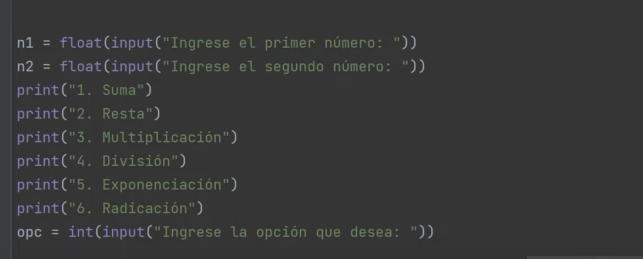 n1 = float(input("Ingrese el primer número: "))
n2 = float(input("Ingrese el segundo número: "))
print("1. Suma")
print("2. Resta")
print("3. Multiplicación")
print("4. División")
print("5. Exponenciación")
print("6. Radicación")
opc = int(input("Ingrese la opción que desea: "))